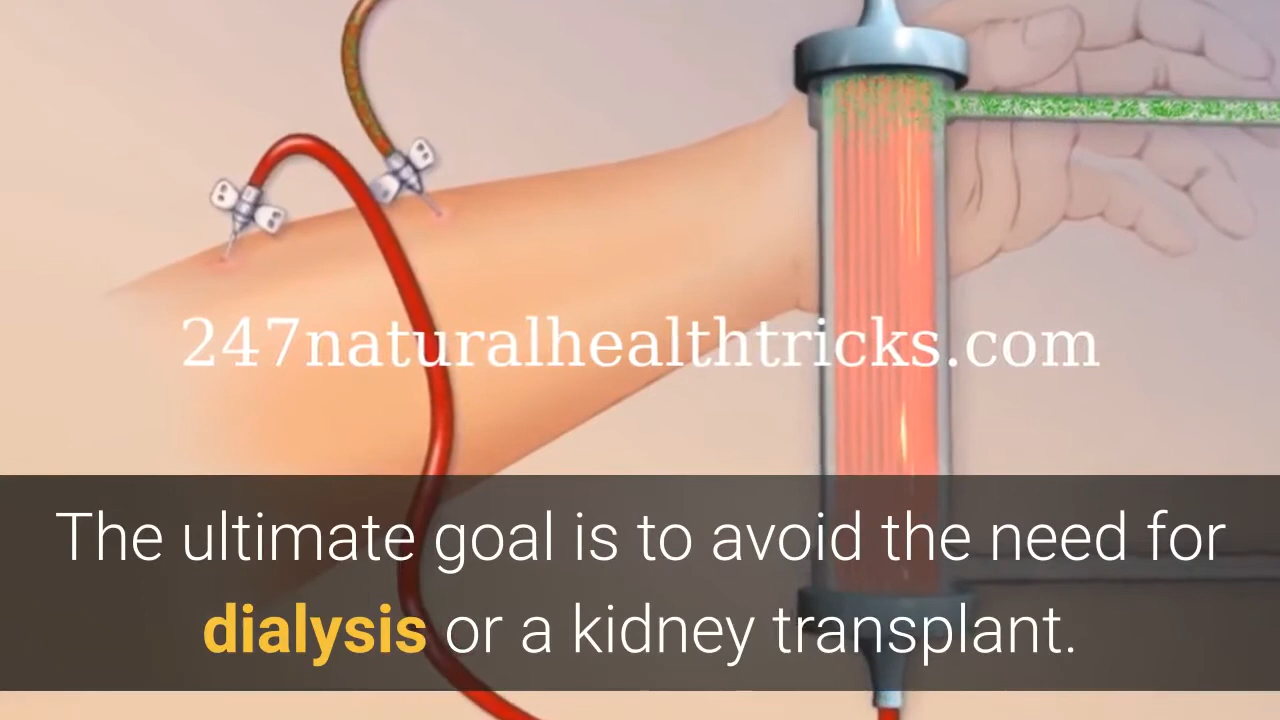 247naturalhealthtricks.com
The ultimate goal is to avoid the need for
dialysis or a kidney transplant.